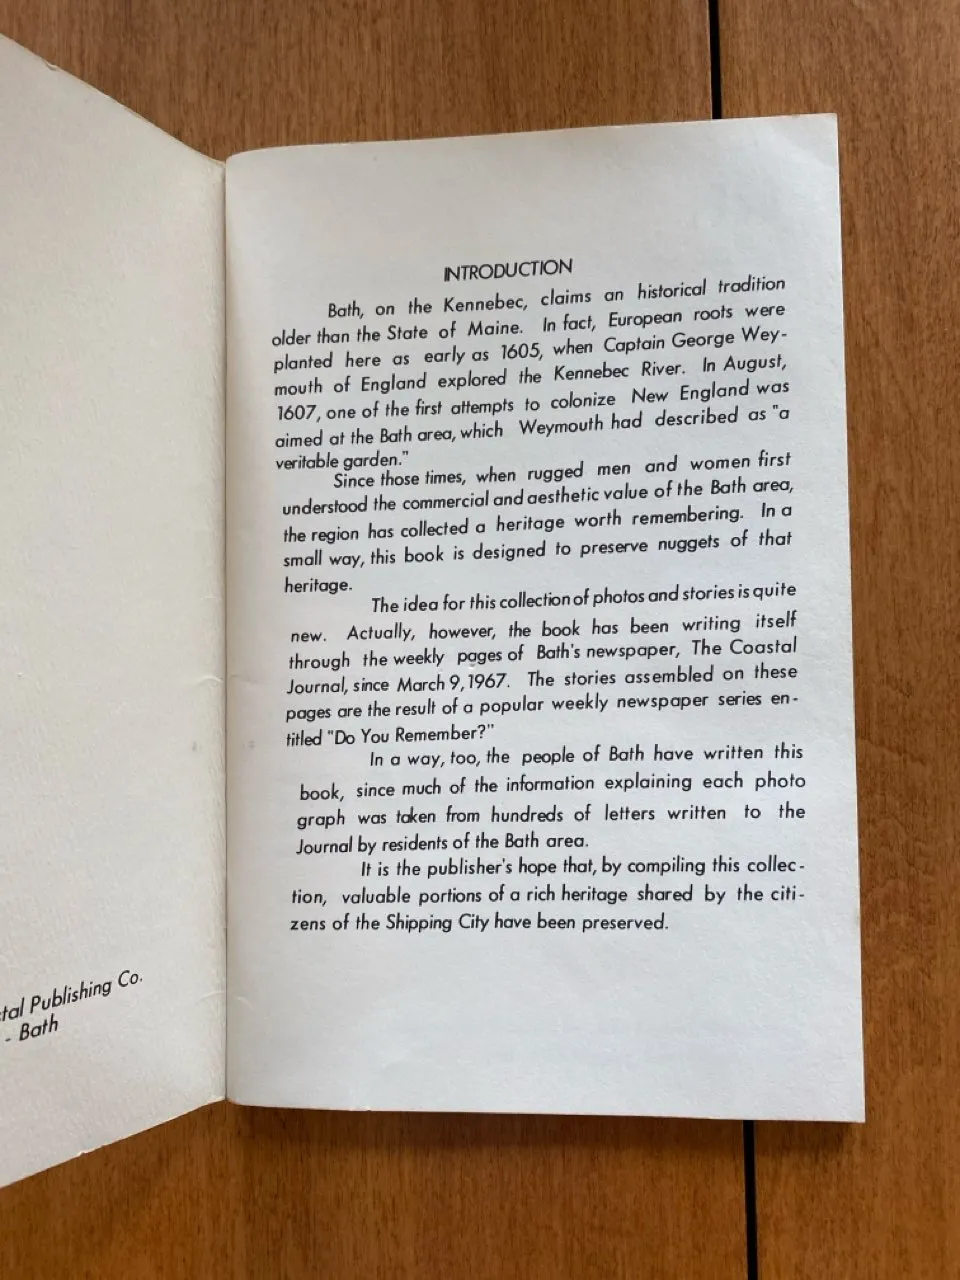 INTRODUCTION
Bath, on the Kennebec, claims an historical tradition
older than the State of Maine. In fact, European roots were
planted here as early as 1605, when Captain George Wey-
mouth of England explored the Kennebec River. In August,
1607, one of the first attempts to colonize New England was
aimed at the Bath area, which Weymouth had described as "a
veritable garden."
Since those times, when rugged men and women first
understood the commercial and aesthetic value of the Bath area,
the region has collected a heritage worth remembering. In a
small way, this book is designed to preserve nuggets of that
heritage.
The idea for this collection of photos and stories is quite
new. Actually, however, the book has been writing itself
through the weekly pages of Bath's newspaper, The Coastal
Journal, since March 9, 1967. The stories assembled on these
pages are the result of a popular weekly newspaper series en-
titled "Do You Remember?"
In a way, too, the people of Bath have written this
book, since much of the information explaining each photo
graph was taken from hundreds of letters written to the
Journal by residents of the Bath area.
It is the publisher's hope that, by compiling this collec-
tion, valuable portions of a rich heritage shared by the citi-
zens of the Shipping City have been preserved.
tal Publishing Co.
- Bath